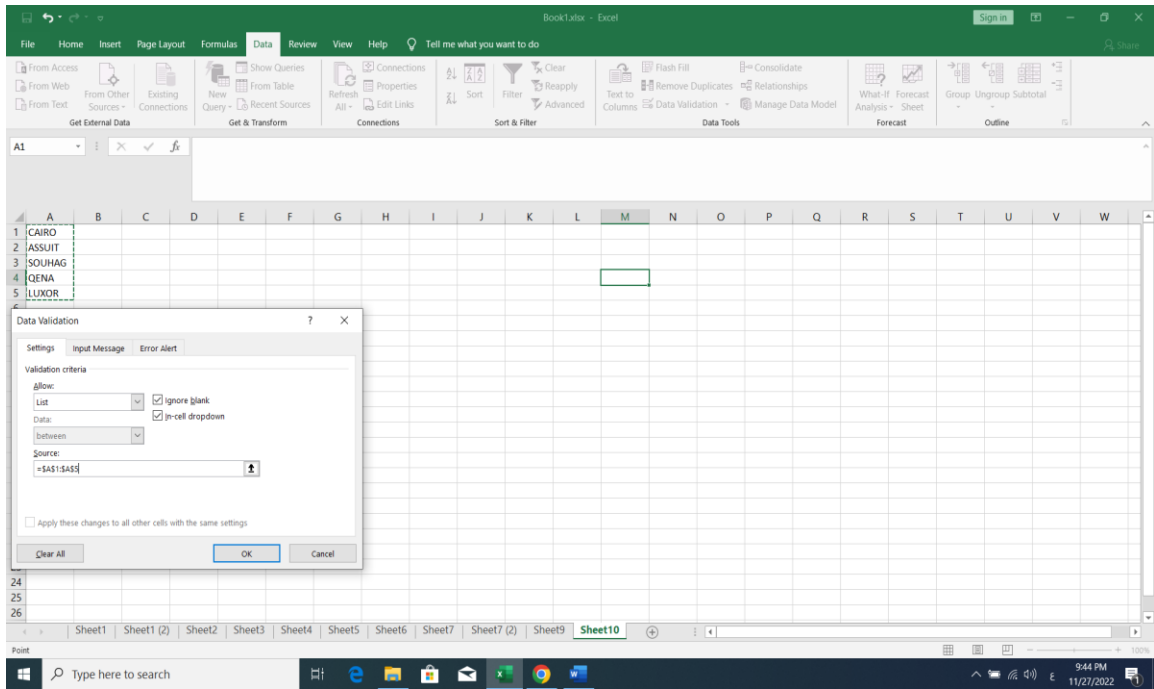 Book1.xlsx - Excel
Sign in
File Home Insert Page Layout Formulas Data Review View Help Tell me what you want to do Share
From Access
From Web
From Text
From Other Sources
Existing Connections
Get External Data
New Query
Show Queries
From Table
Recent Sources
Get & Transform
Refresh All
Connections
Properties
Edit Links
Connections
Sort
Filter
Clear
Reapply
Advanced
Sort & Filter
Text to Columns
Flash Fill
Remove Duplicates
Data Validation
Consolidate
Relationships
Manage Data Model
Data Tools
What-If Analysis
Forecast Sheet
Forecast
Group Ungroup Subtotal
Outline
A1 fx
A B C D E F G H I J K L M N O P Q R S T U V W
1 CAIRO
2 ASSUIT
3 SOUHAG
4 QENA
5 LUXOR
Data Validation ?
Settings Input Message Error Alert
Validation criteria
Allow:
List
Ignore blank
In-cell dropdown
Data:
between
Source:
=$A$1:$A$5
Apply these changes to all other cells with the same settings
Clear All OK Cancel
24
25
26
Sheet1 Sheet1 (2) Sheet2 Sheet3 Sheet4 Sheet5 Sheet6 Sheet7 Sheet7 (2) Sheet9 Sheet10
Point
100%
Type here to search
9:44 PM
ع
11/27/2022